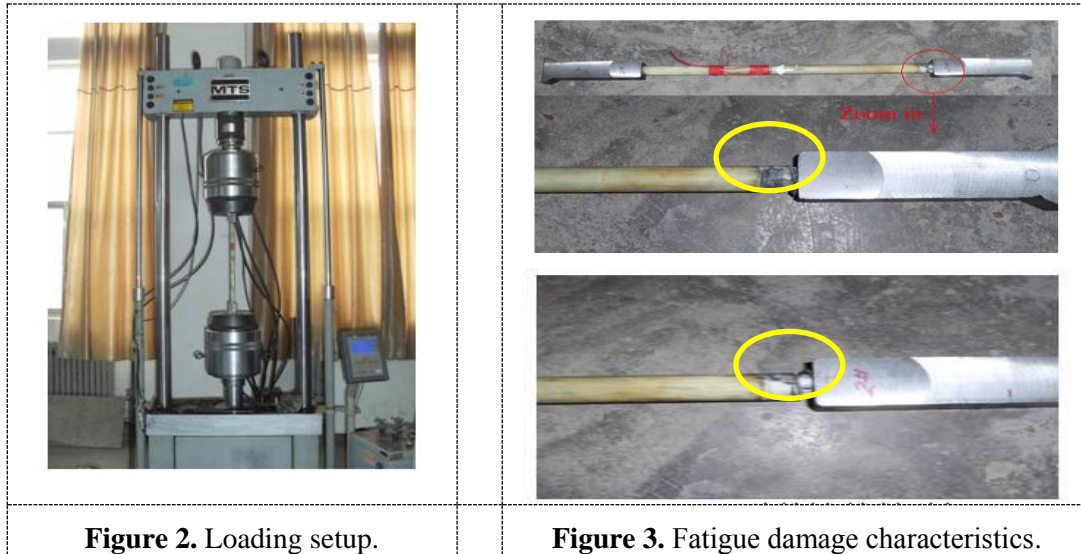 MTS
Zoom in
2#
Figure 2. Loading setup.
Figure 3. Fatigue damage characteristics.